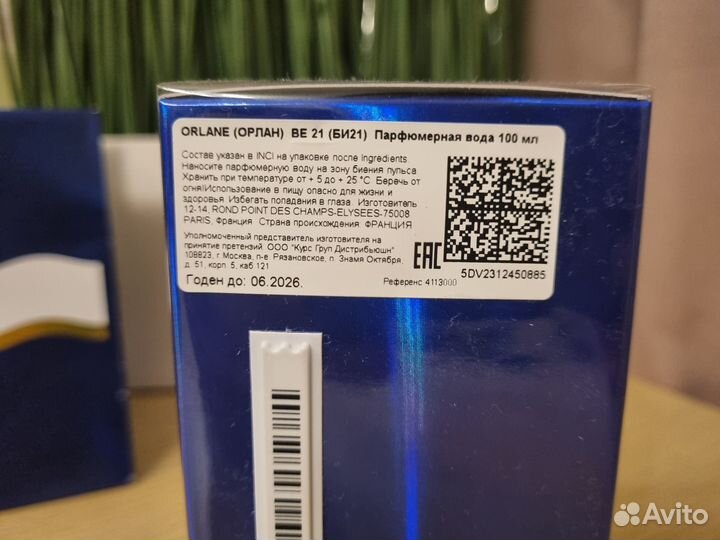 ORLANE (ОРЛАН) BE 21 (БИ21) Парфюмерная вода 100 мл
Состав указан в INCI на упаковке после Ingredients.
Наносите парфюмерную воду на зону биения пульса
Хранить при температуре от + 5 до + 25 °С. Беречь от
огня!Использование в пищу опасно для жизни и
здоровья. Избегать попадания в глаза. Изготовитель
12-14, ROND POINT DES CHAMPS-ELYSEES-75008
PARIS, Франция. Страна происхождения ФРАНЦИЯ
Уполномоченный представитель изготовителя на
принятие претензий: ООО "Курс Груп Дистрибьюшн"
108823, г. Москва, п-е Рязановское, п. Знамя Октября,
д. 51, корп. 5, каб 121
EAC
5DV2312450885
Годен до: 06.2026.
Референс 4113000
Avito